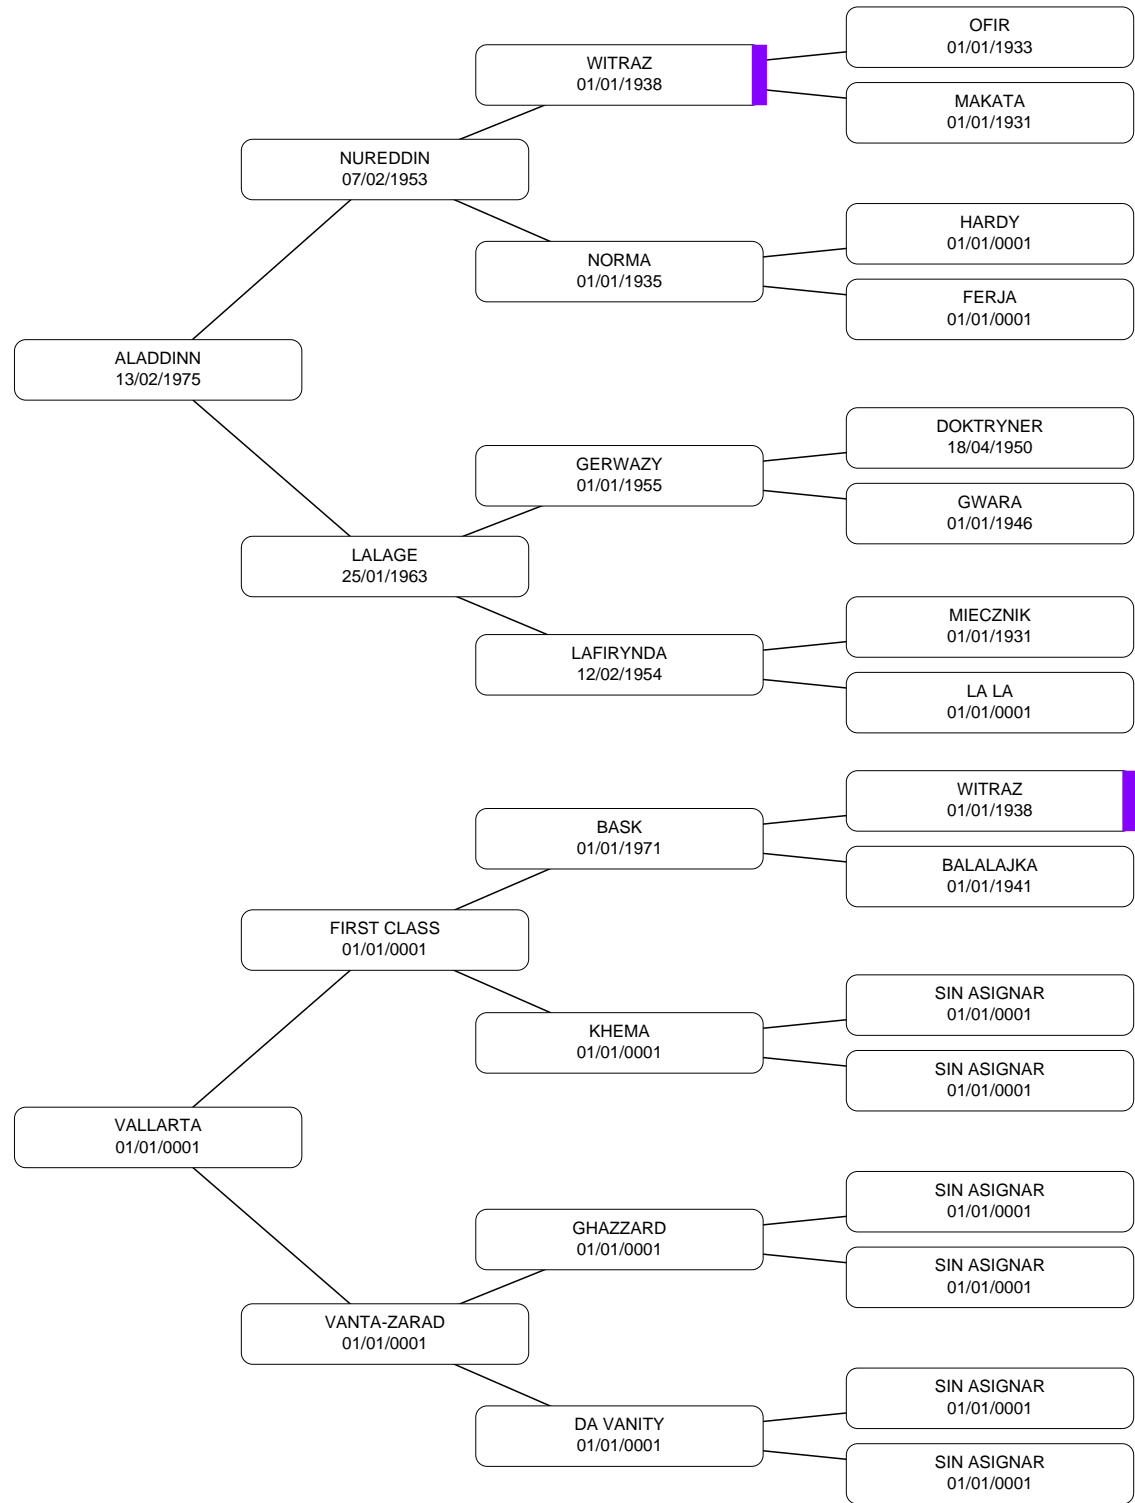 OFIR
01/01/1933
WITRAZ
01/01/1938
MAKATA
01/01/1931
NUREDDIN
07/02/1953
HARDY
01/01/0001
NORMA
01/01/1935
FERJA
01/01/0001
ALADDINN
13/02/1975
DOKTRYNER
18/04/1950
GERWAZY
01/01/1955
GWARA
01/01/1946
LALAGE
25/01/1963
MIECZNIK
01/01/1931
LAFIRYNDA
12/02/1954
LA LA
01/01/0001
WITRAZ
01/01/1938
BASK
01/01/1971
BALALAJKA
01/01/1941
FIRST CLASS
01/01/0001
SIN ASIGNAR
01/01/0001
KHEMA
01/01/0001
SIN ASIGNAR
01/01/0001
VALLARTA
01/01/0001
SIN ASIGNAR
01/01/0001
GHAZZARD
01/01/0001
SIN ASIGNAR
01/01/0001
VANTA-ZARAD
01/01/0001
SIN ASIGNAR
01/01/0001
DA VANITY
01/01/0001
SIN ASIGNAR
01/01/0001